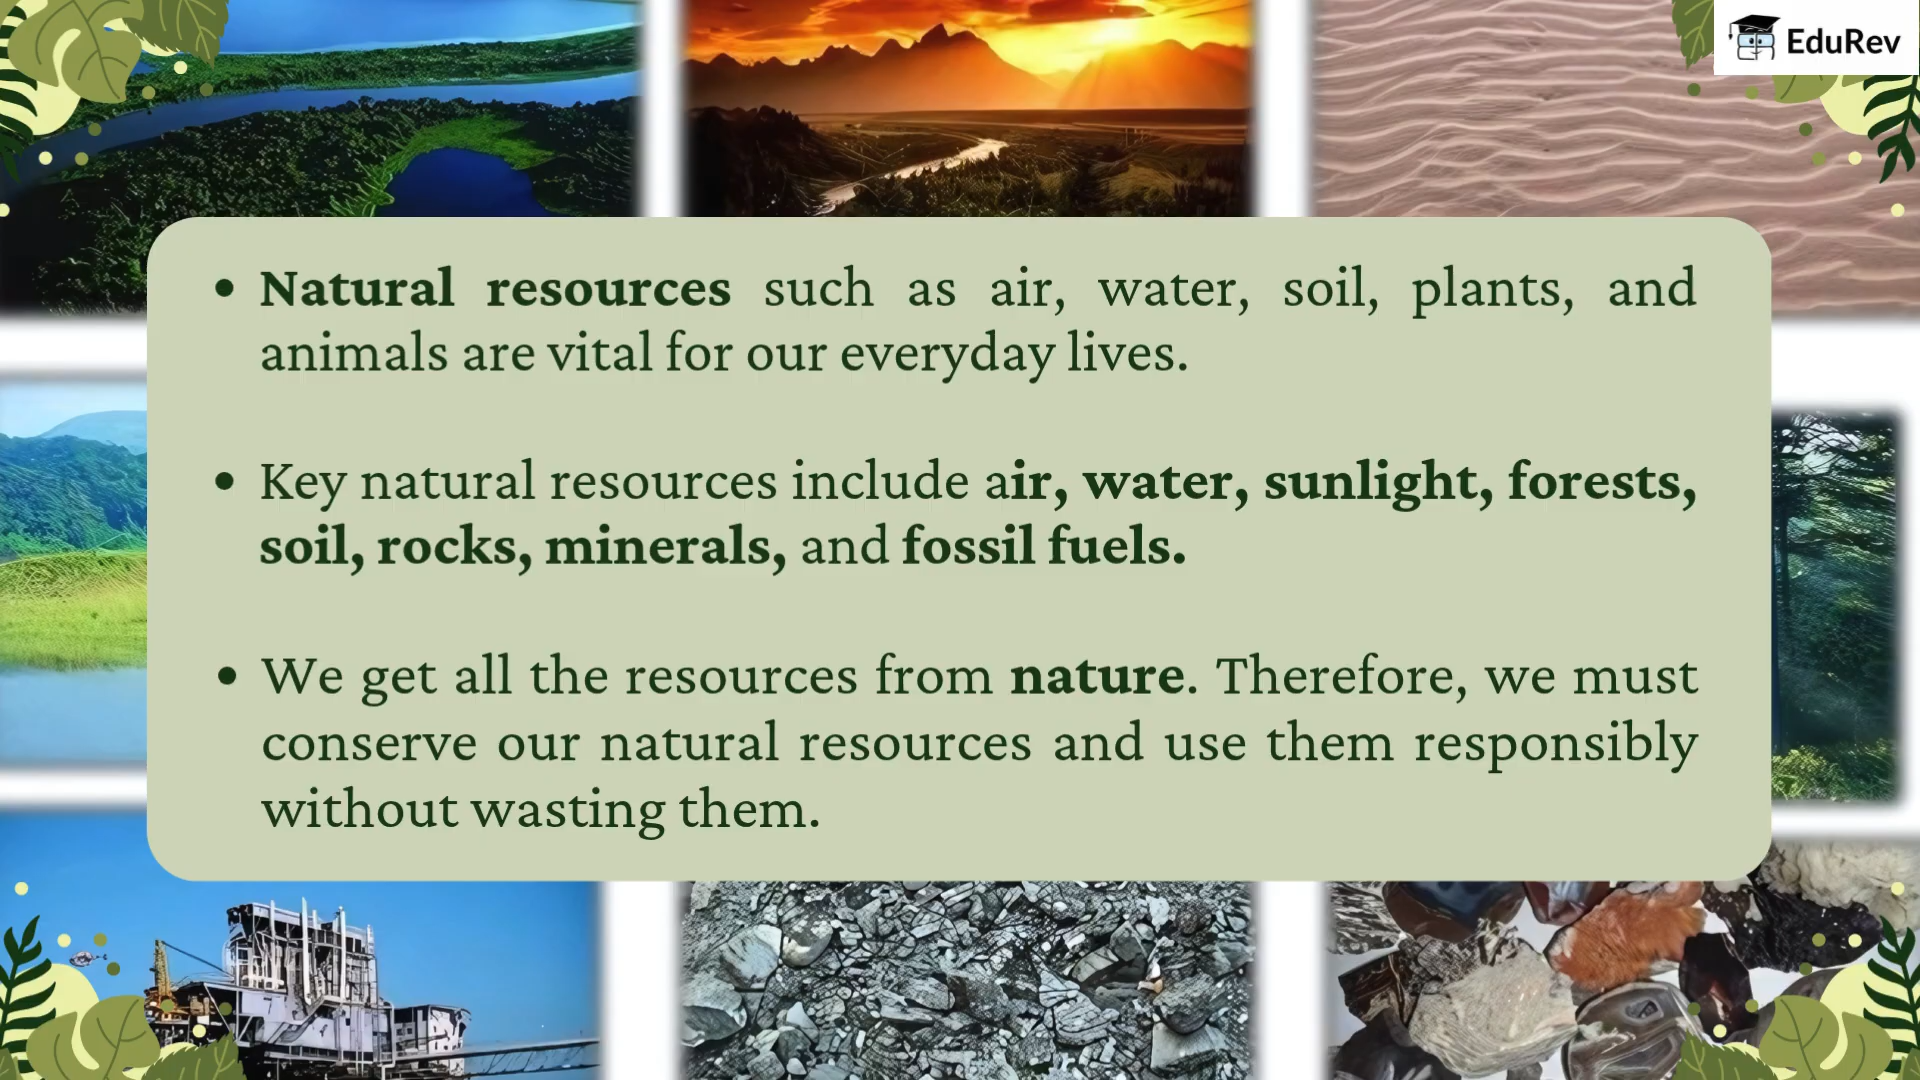 EduRev
• Natural resources such as air, water, soil, plants, and
animals are vital for our everyday lives.
• Key natural resources include air, water, sunlight, forests,
soil, rocks, minerals, and fossil fuels.
• We get all the resources from nature. Therefore, we must
conserve our natural resources and use them responsibly
without wasting them.